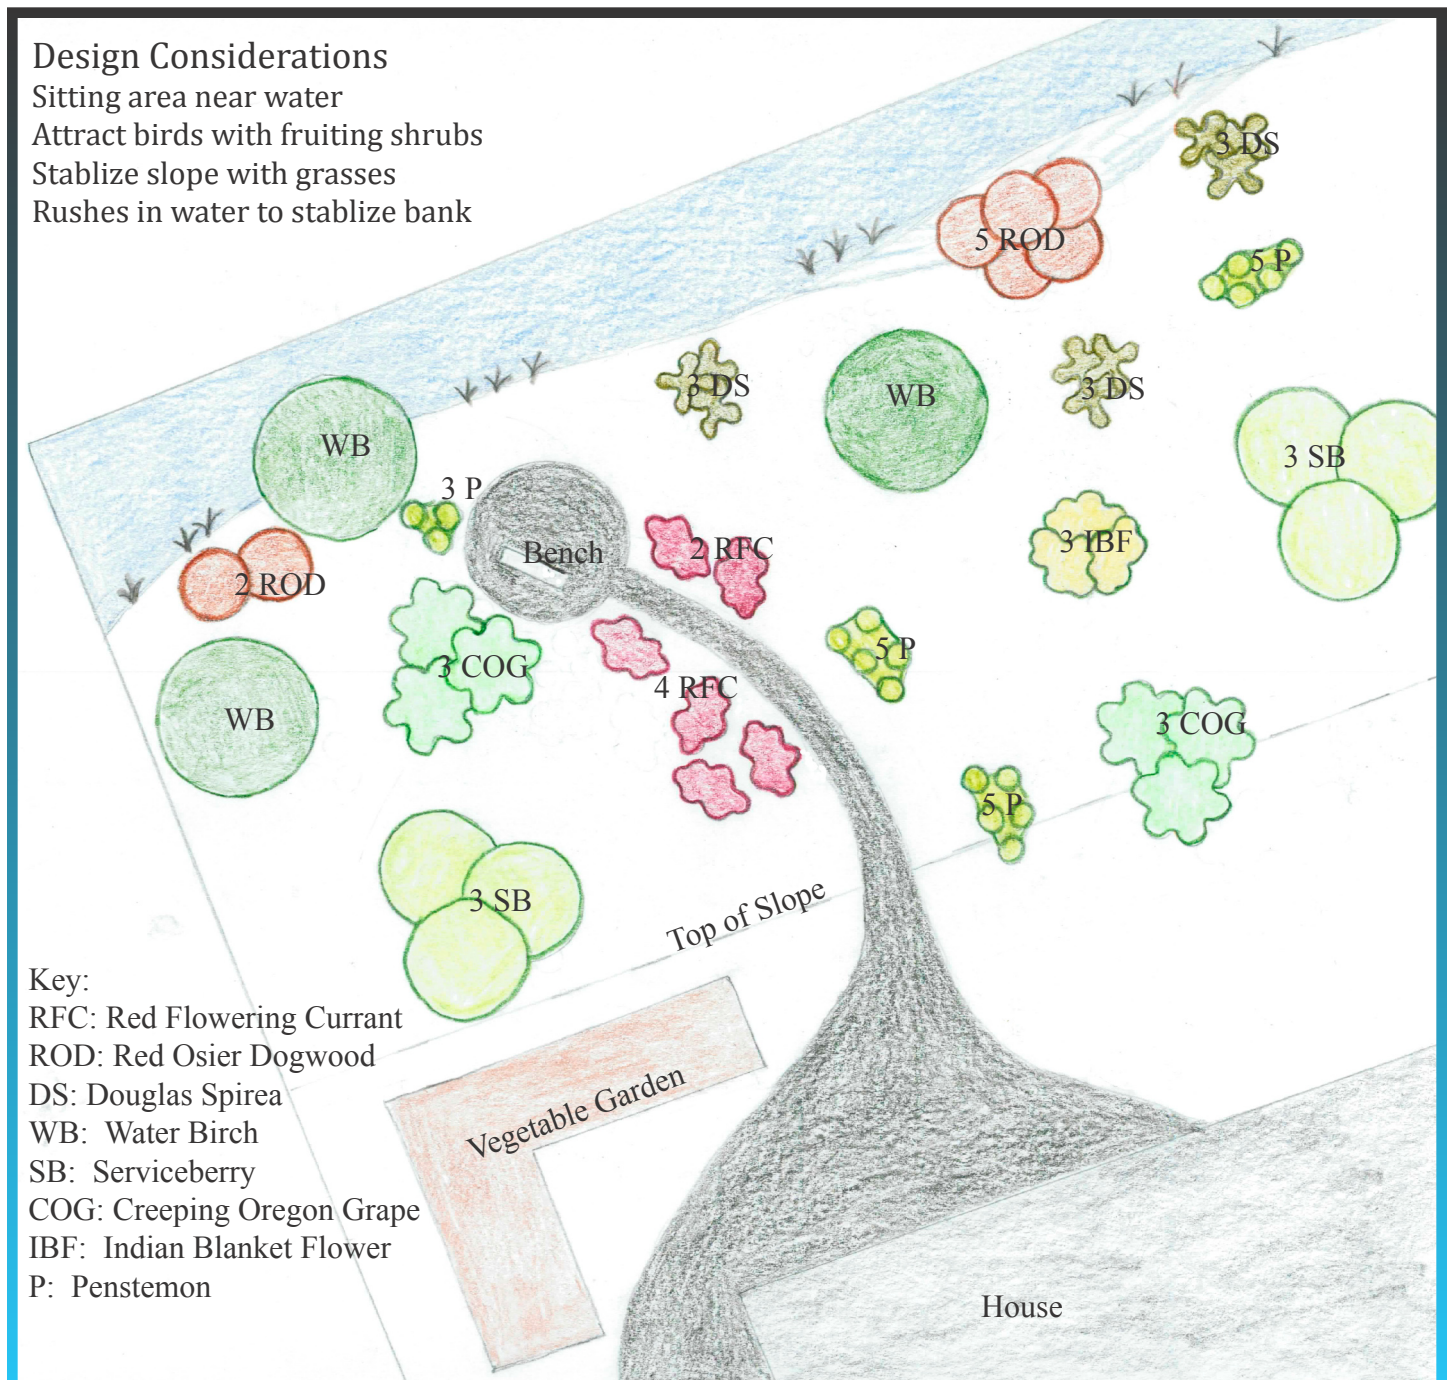 Design Considerations
Sitting area near water
Attract birds with fruiting shrubs
Stablize slope with grasses
Rushes in water to stablize bank
3 DS
5 ROD
5 P
3 DS
WB
3 DS
WB
3 SB
3 P
Bench
2 RFC
3 IBF
2 ROD
5 P
3 COG
4 RFC
WB
3 COG
5 P
3 SB
Top of Slope
Key:
RFC: Red Flowering Currant
ROD: Red Osier Dogwood
DS: Douglas Spirea
WB: Water Birch
SB: Serviceberry
COG: Creeping Oregon Grape
IBF: Indian Blanket Flower
P: Penstemon
Vegetable Garden
House